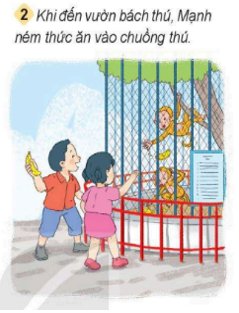 2 Khi đến vườn bách thú, Mạnh
ném thức ăn vào chuồng thú.